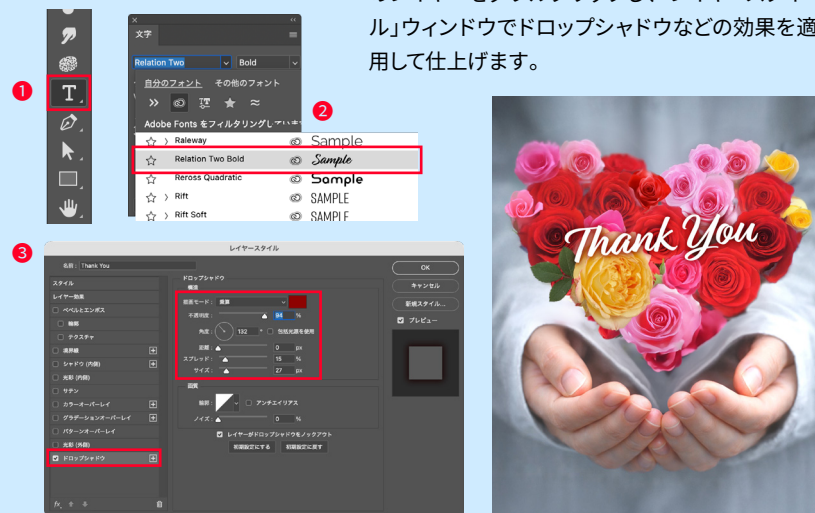 ル」ウィンドウでドロップシャドウなどの効果を適
用して仕上げます。
1
T
文字
Relation Two
Bold
自分のフォント その他のフォント
2
Adobe Fonts をフィルタリングして
Raleway Sample
Relation Two Bold Sample
Reross Quadratic Sample
Rift SAMPLE
Rift Soft SAMPLE
Thank You
3
レイヤースタイル
名前： Thank You
スタイル
レイヤー効果
ベベルとエンボス
輪郭
テクスチャ
境界線
シャドウ (内側)
光彩 (内側)
サテン
カラーオーバーレイ
グラデーションオーバーレイ
パターンオーバーレイ
光彩 (外側)
ドロップシャドウ
fx
ドロップシャドウ
構造
描画モード： 乗算
不透明度： 94 %
角度： 132 ° 包括光源を使用
距離： 0 px
スプレッド： 15 %
サイズ： 27 px
画質
輪郭： アンチエイリアス
ノイズ： 0 %
レイヤーがドロップシャドウをノックアウト
初期設定にする 初期設定に戻す
OK
キャンセル
新規スタイル...
プレビュー